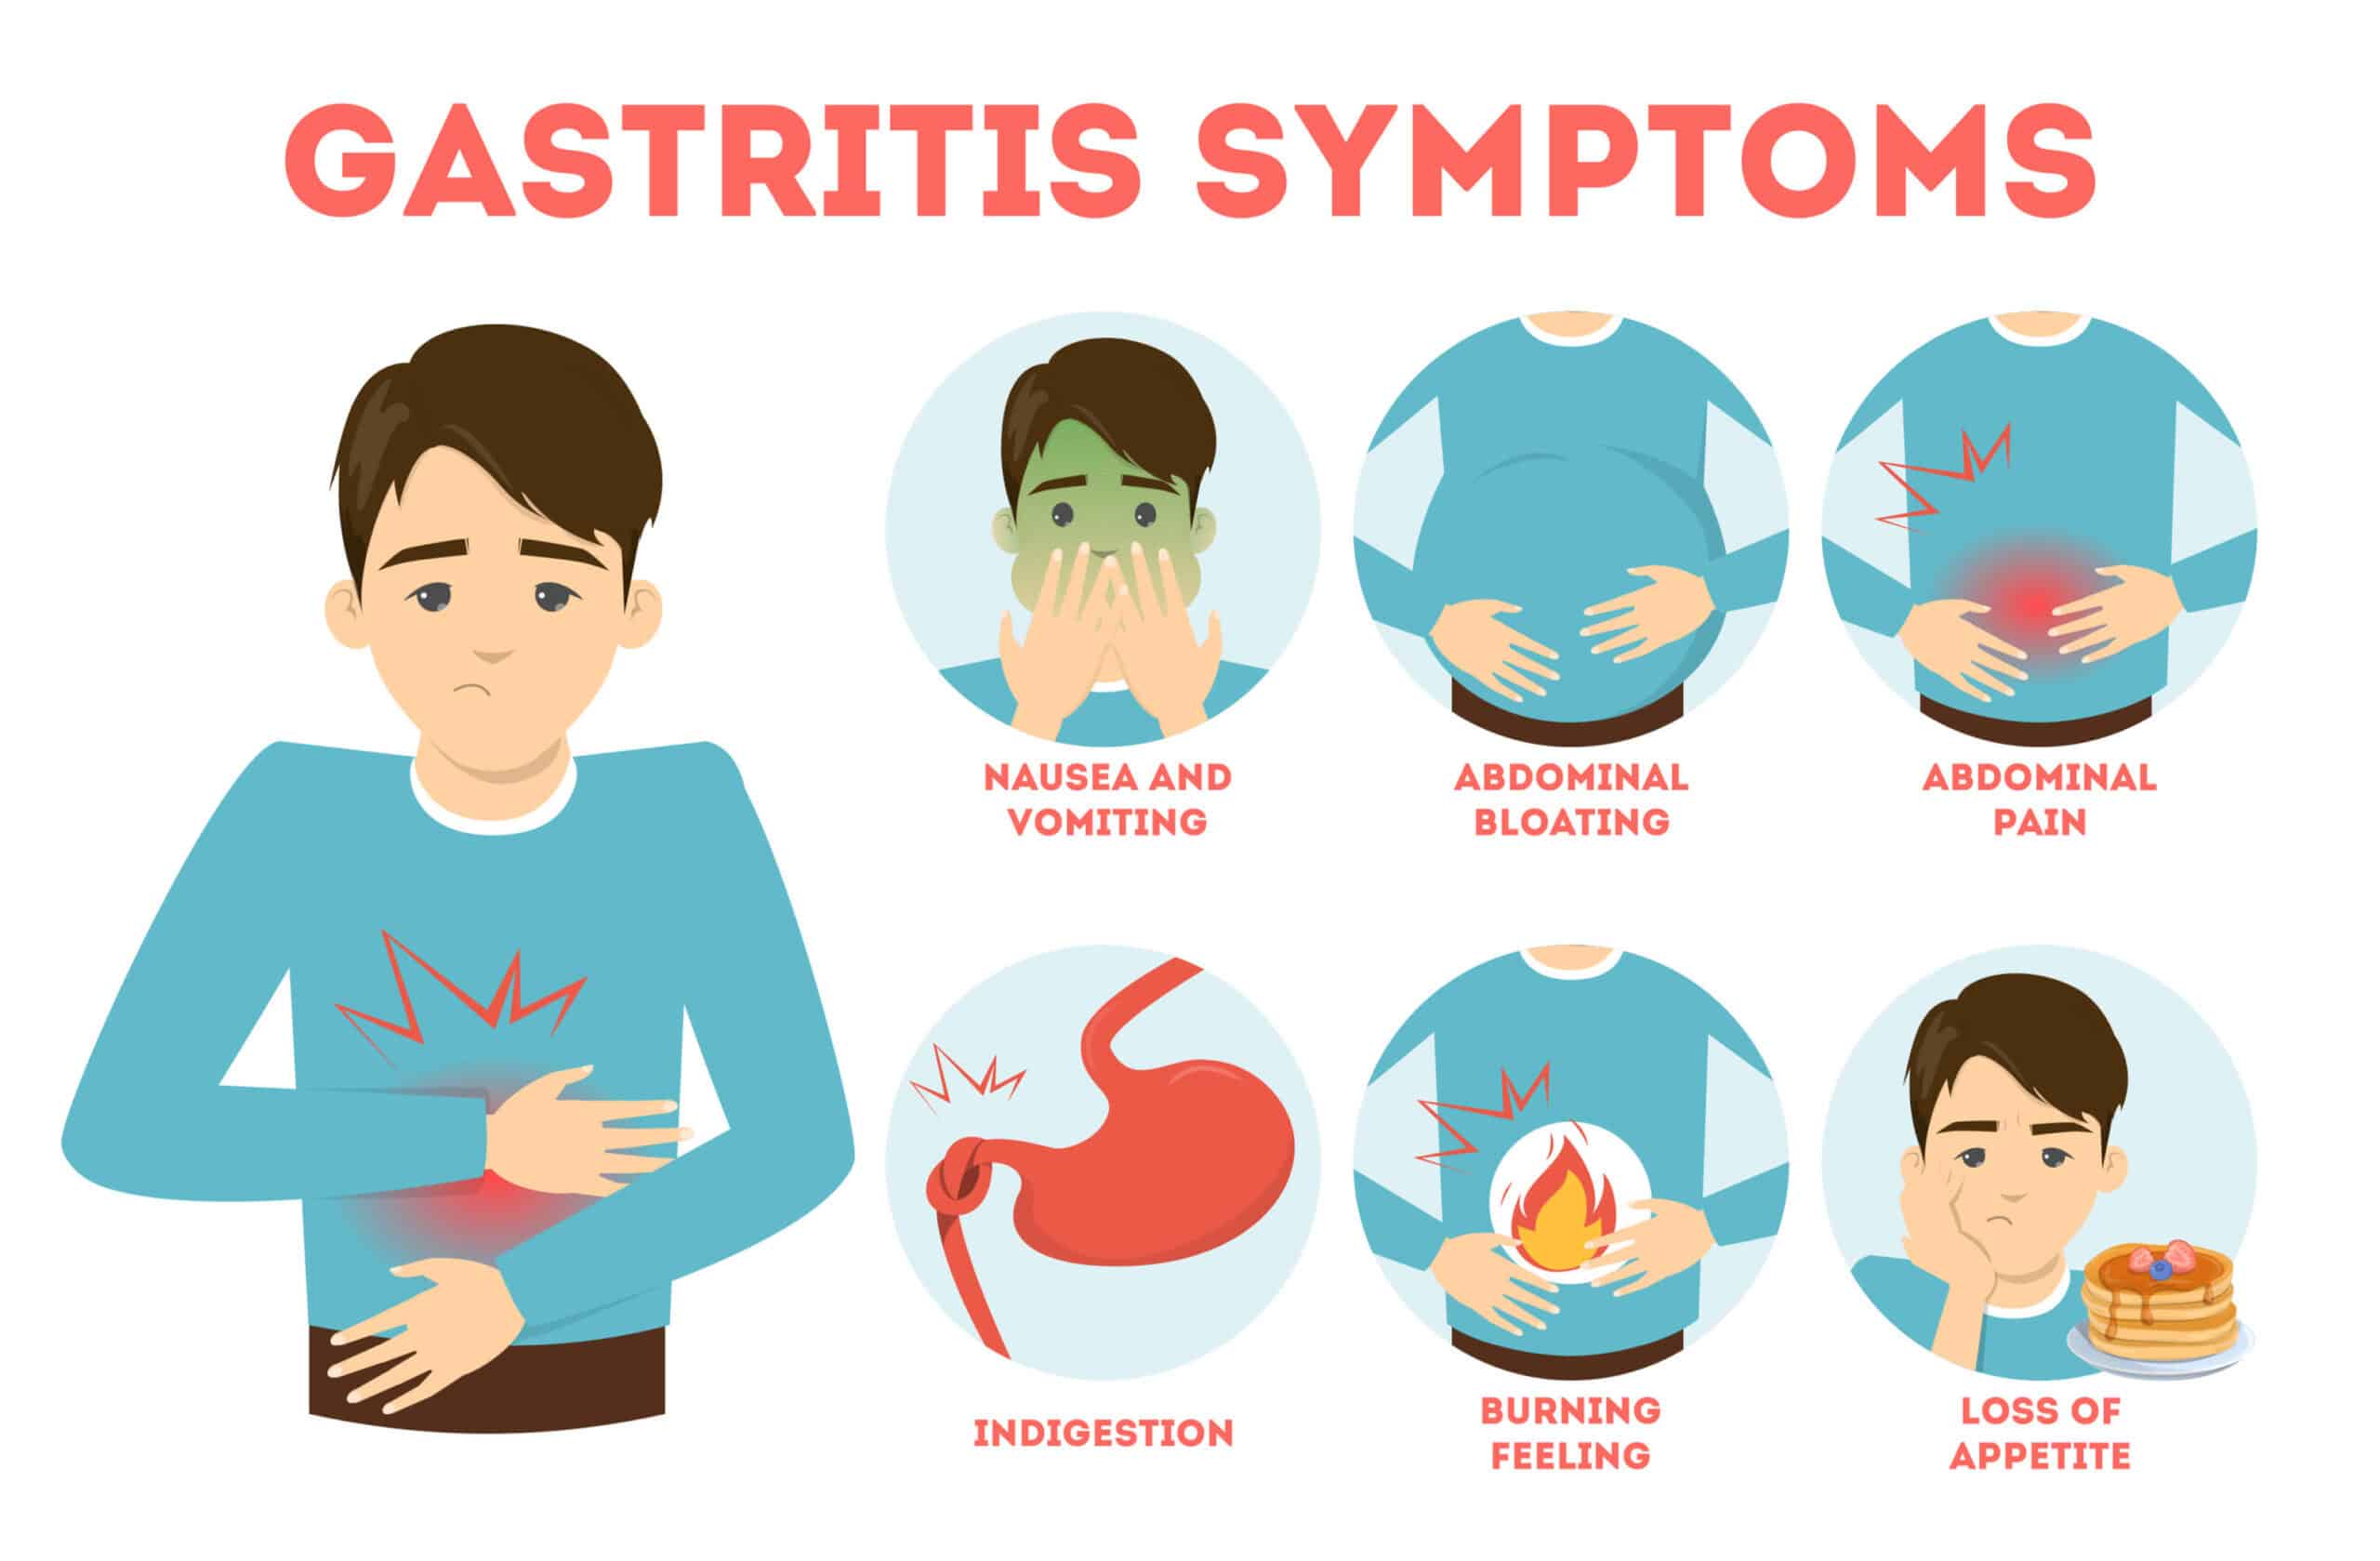 GASTRITIS SYMPTOMS
NAUSEA AND
VOMITING
ABDOMINAL
BLOATING
ABDOMINAL
PAIN
INDIGESTION
BURNING
FEELING
LOSS OF
APPETITE